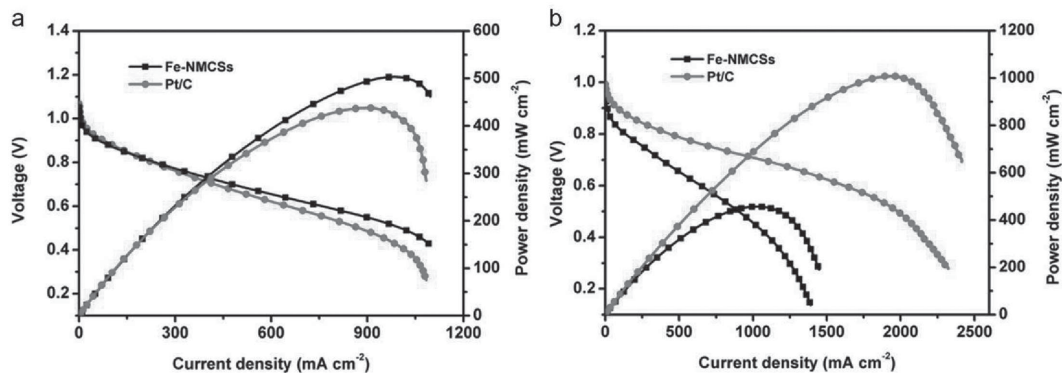 a
1.4
1.2
1.0
0.8
0.6
0.4
0.2
Voltage (V)
Fe-NMCSs
Pt/C
600
500
400
300
200
100
0
Power density (mW cm-2)
0 300 600 900 1200
Current density (mA cm-2)
b
1.2
1.0
0.8
0.6
0.4
0.2
Voltage (V)
Fe-NMCSs
Pt/C
1200
1000
800
600
400
200
0
Power density (mW cm-2)
0 500 1000 1500 2000 2500
Current density (mA cm-2)